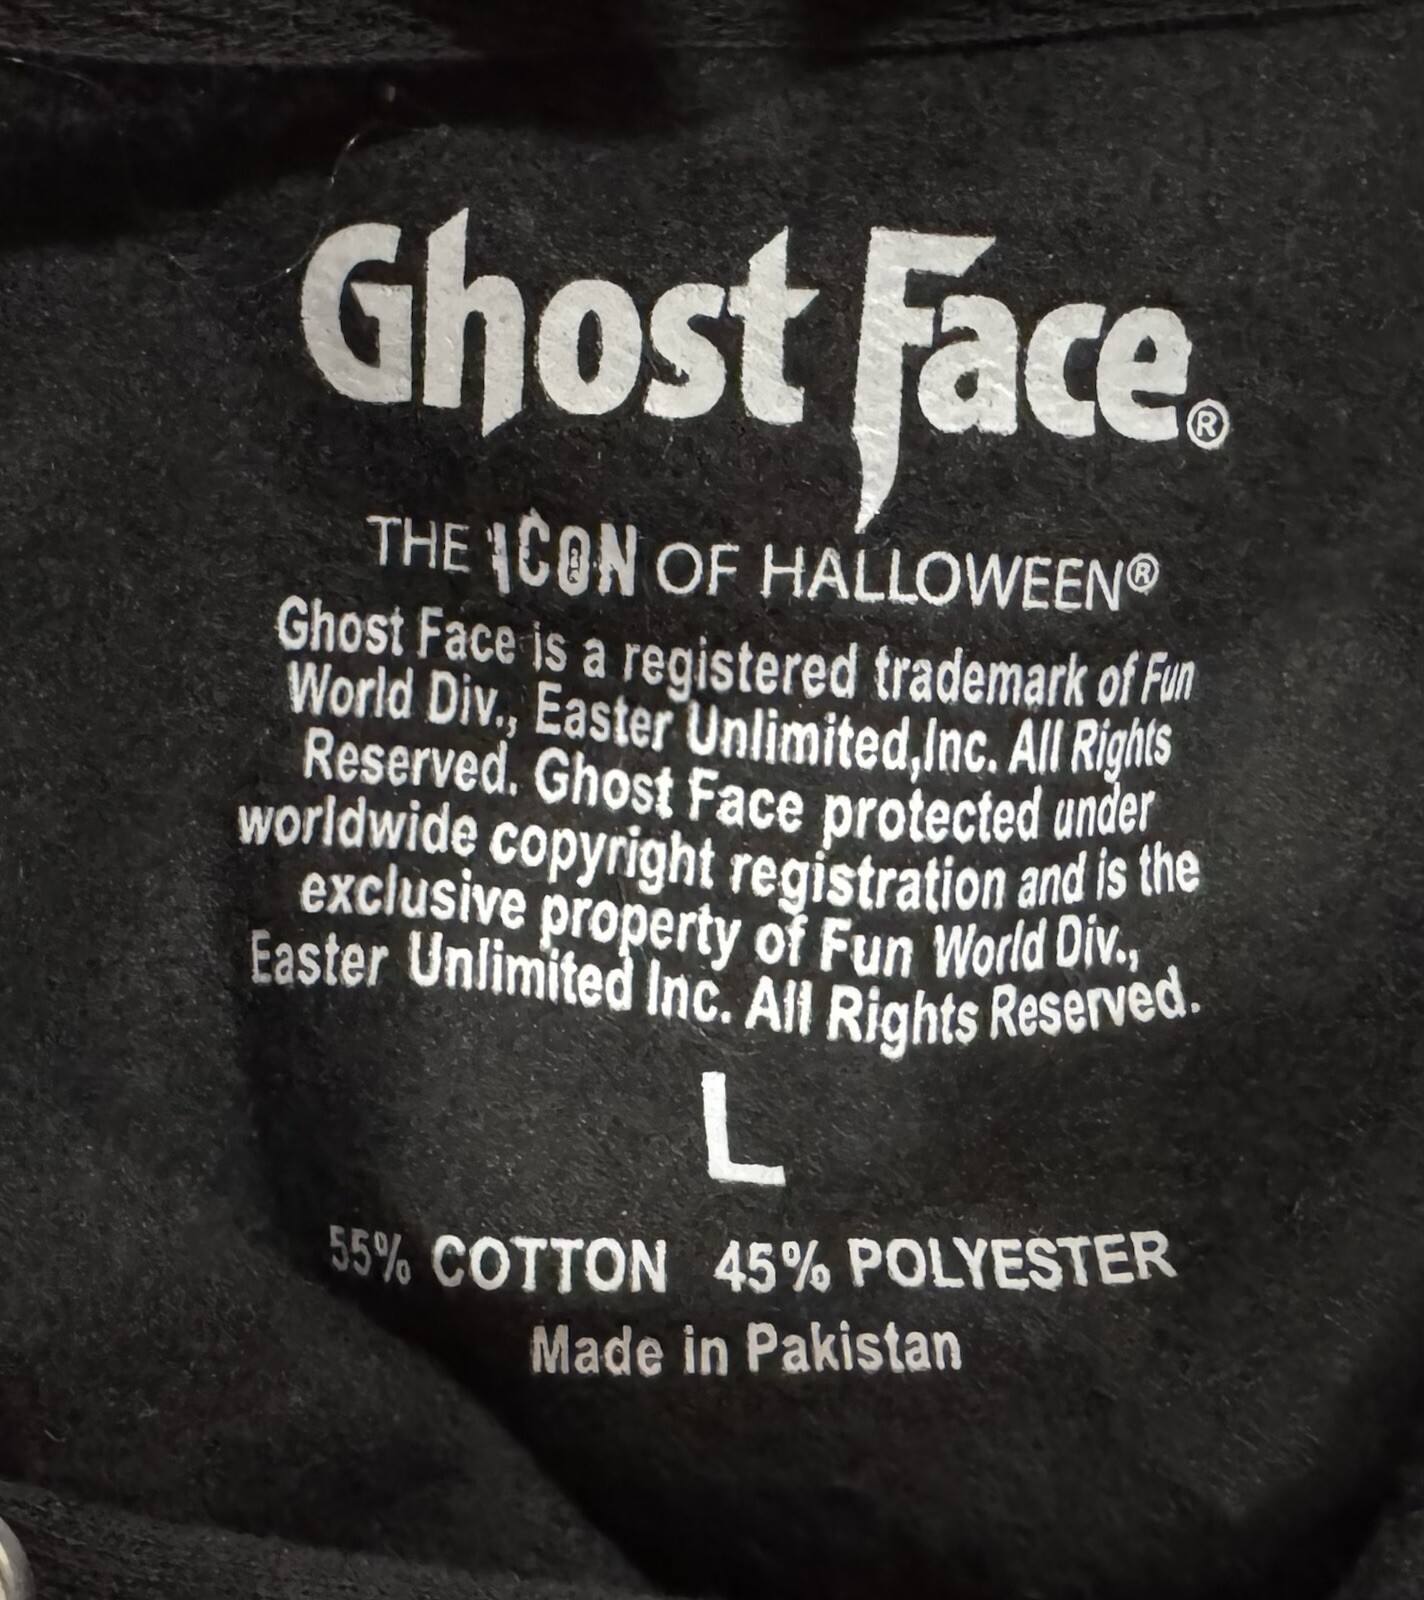 Ghost Face®
THE ICON OF HALLOWEEN®
Ghost Face is a registered trademark of Fun
World Div., Easter Unlimited,Inc. All Rights
Reserved. Ghost Face protected under
worldwide copyright registration and is the
exclusive property of Fun World Div.,
Easter Unlimited Inc. All Rights Reserved.
L
55% COTTON 45% POLYESTER
Made in Pakistan